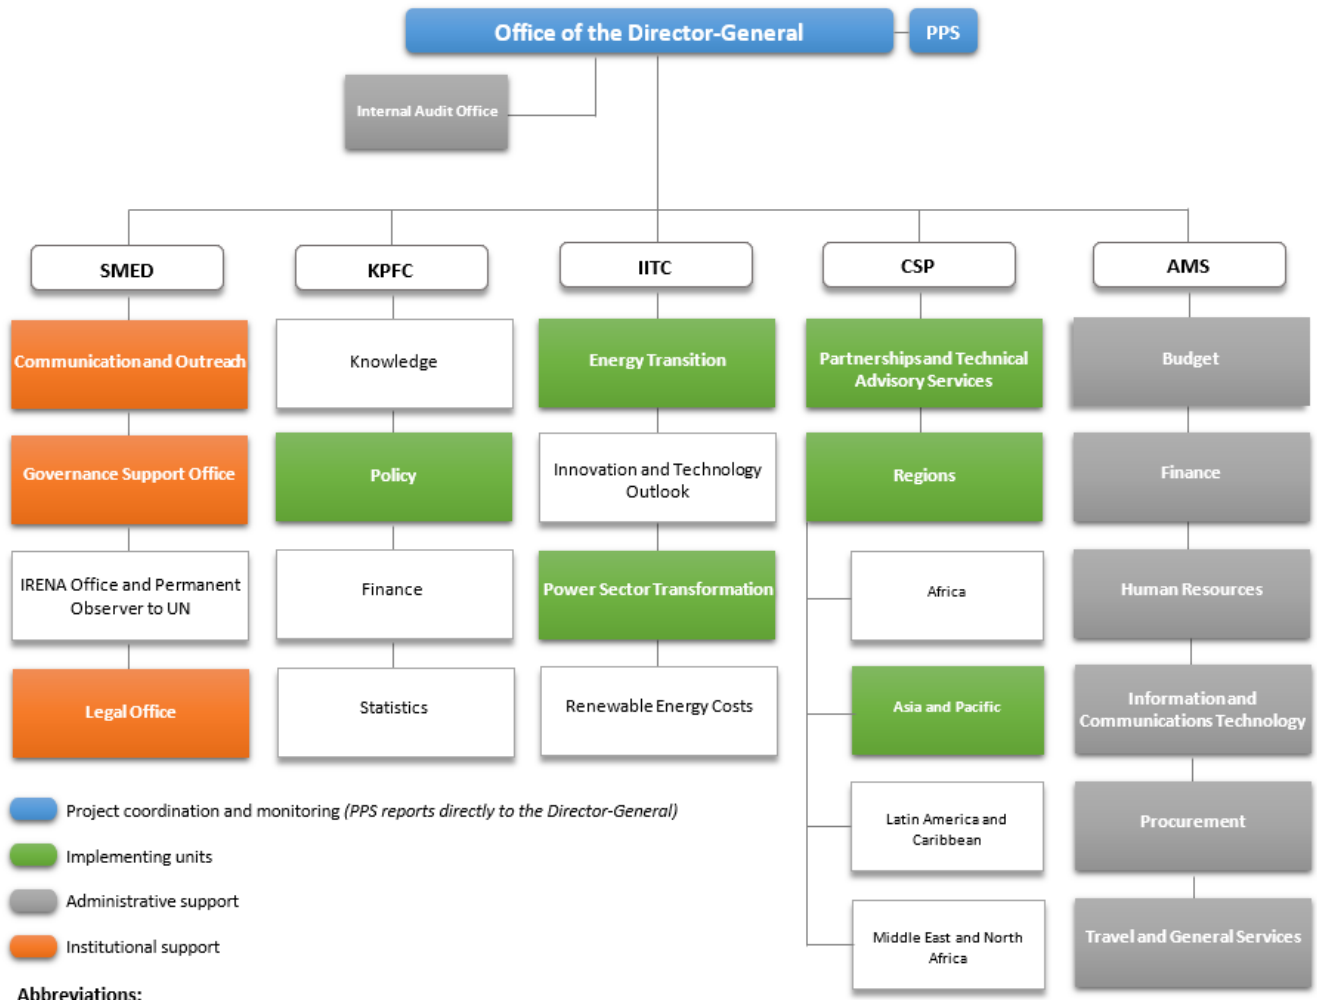 Office of the Director-General
PPS
Internal Audit Office
SMED
KPFC
IITC
CSP
AMS
Communication and Outreach
Governance Support Office
IRENA Office and Permanent
Observer to UN
Legal Office
Knowledge
Policy
Finance
Statistics
Energy Transition
Innovation and Technology
Outlook
Power Sector Transformation
Renewable Energy Costs
Partnerships and Technical
Advisory Services
Regions
Africa
Asia and Pacific
Latin America and
Caribbean
Middle East and North
Africa
Budget
Finance
Human Resources
Information and
Communications Technology
Procurement
Travel and General Services
Project coordination and monitoring (PPS reports directly to the Director-General)
Implementing units
Administrative support
Institutional support
Abbreviations: